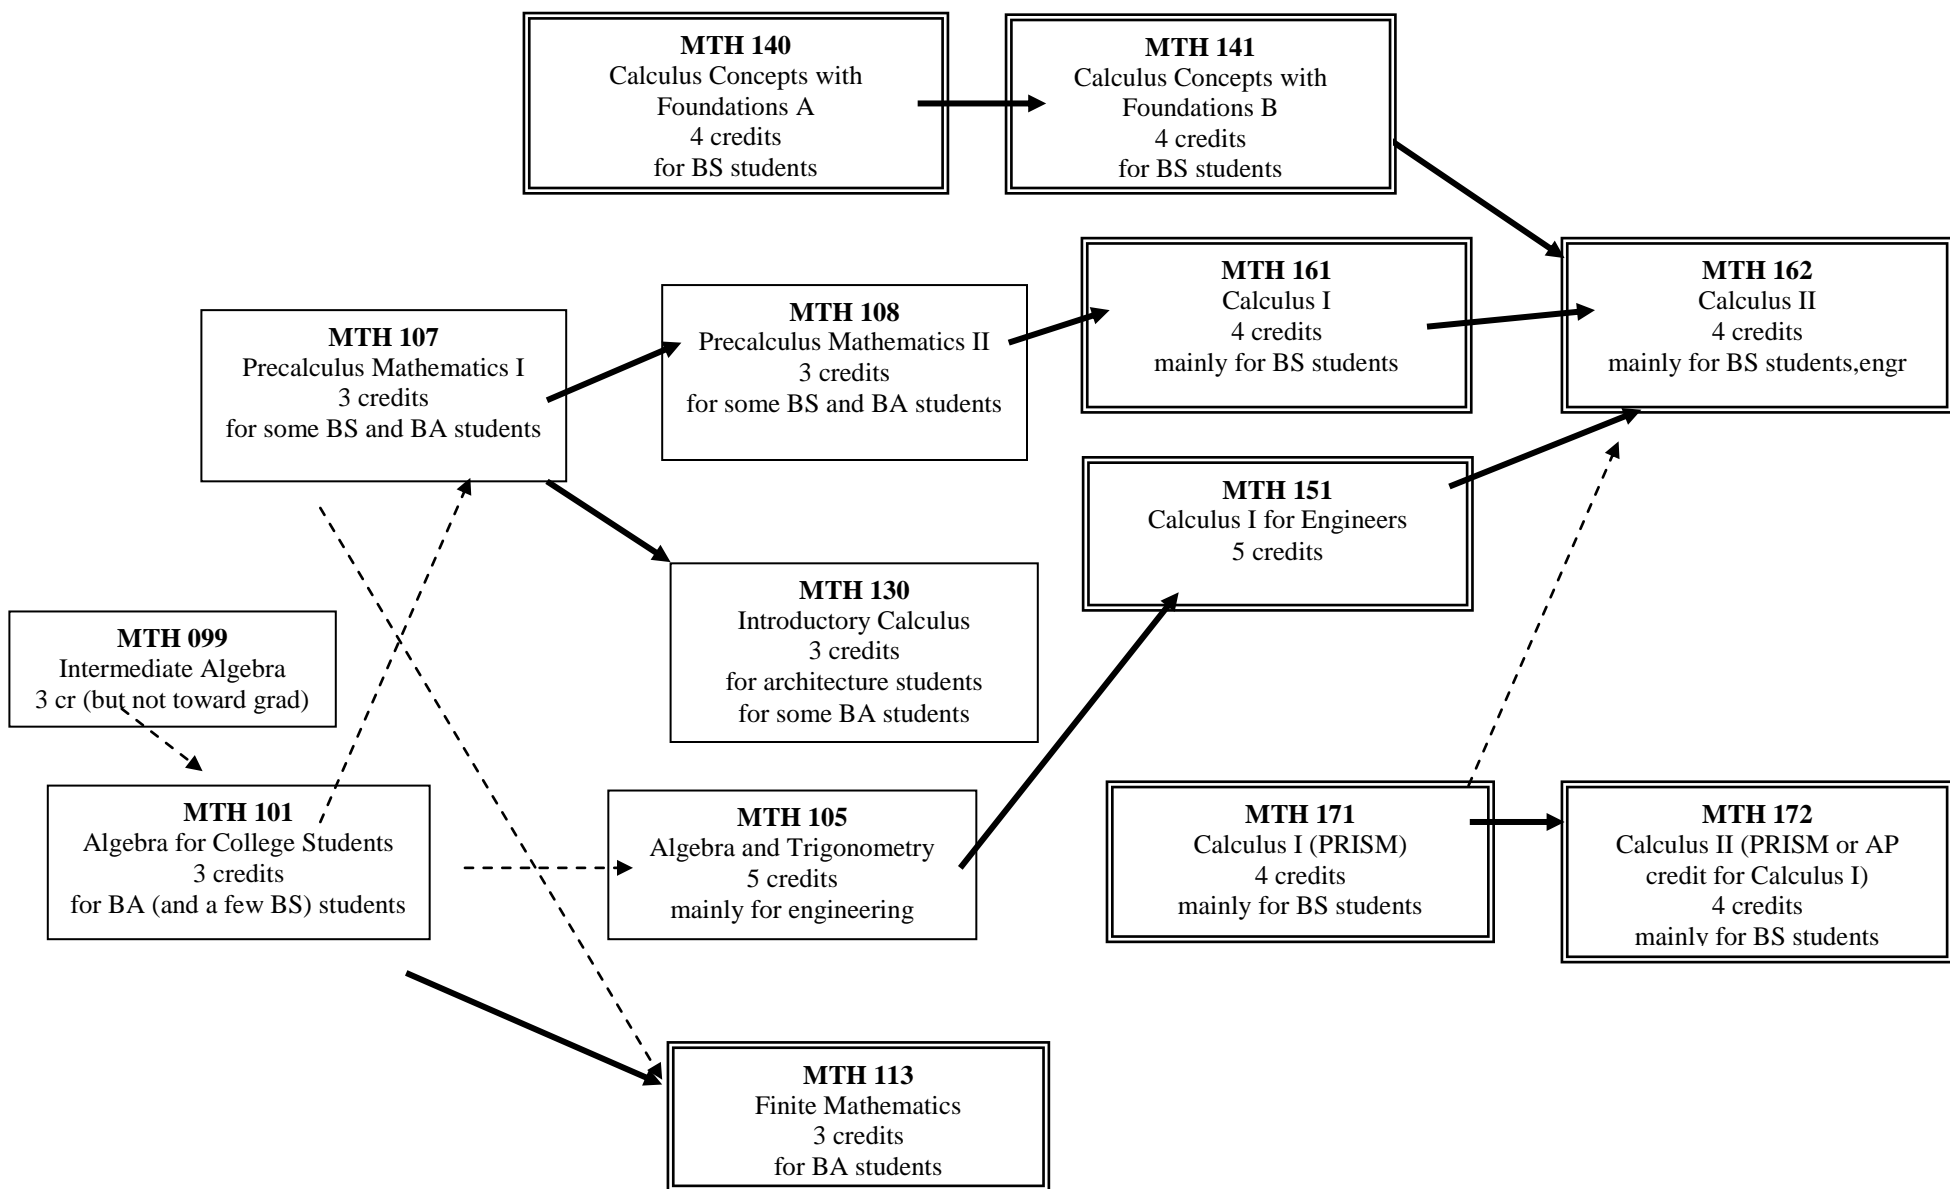 MTH 140
Calculus Concepts with
Foundations A
4 credits
for BS students
MTH 141
Calculus Concepts with
Foundations B
4 credits
for BS students
MTH 161
Calculus I
4 credits
mainly for BS students
MTH 162
Calculus II
4 credits
mainly for BS students,engr
MTH 107
Precalculus Mathematics I
3 credits
for some BS and BA students
MTH 108
Precalculus Mathematics II
3 credits
for some BS and BA students
MTH 151
Calculus I for Engineers
5 credits
MTH 130
Introductory Calculus
3 credits
for architecture students
for some BA students
MTH 099
Intermediate Algebra
3 cr (but not toward grad)
MTH 101
Algebra for College Students
3 credits
for BA (and a few BS) students
MTH 105
Algebra and Trigonometry
5 credits
mainly for engineering
MTH 171
Calculus I (PRISM)
4 credits
mainly for BS students
MTH 172
Calculus II (PRISM or AP
credit for Calculus I)
4 credits
mainly for BS students
MTH 113
Finite Mathematics
3 credits
for BA students